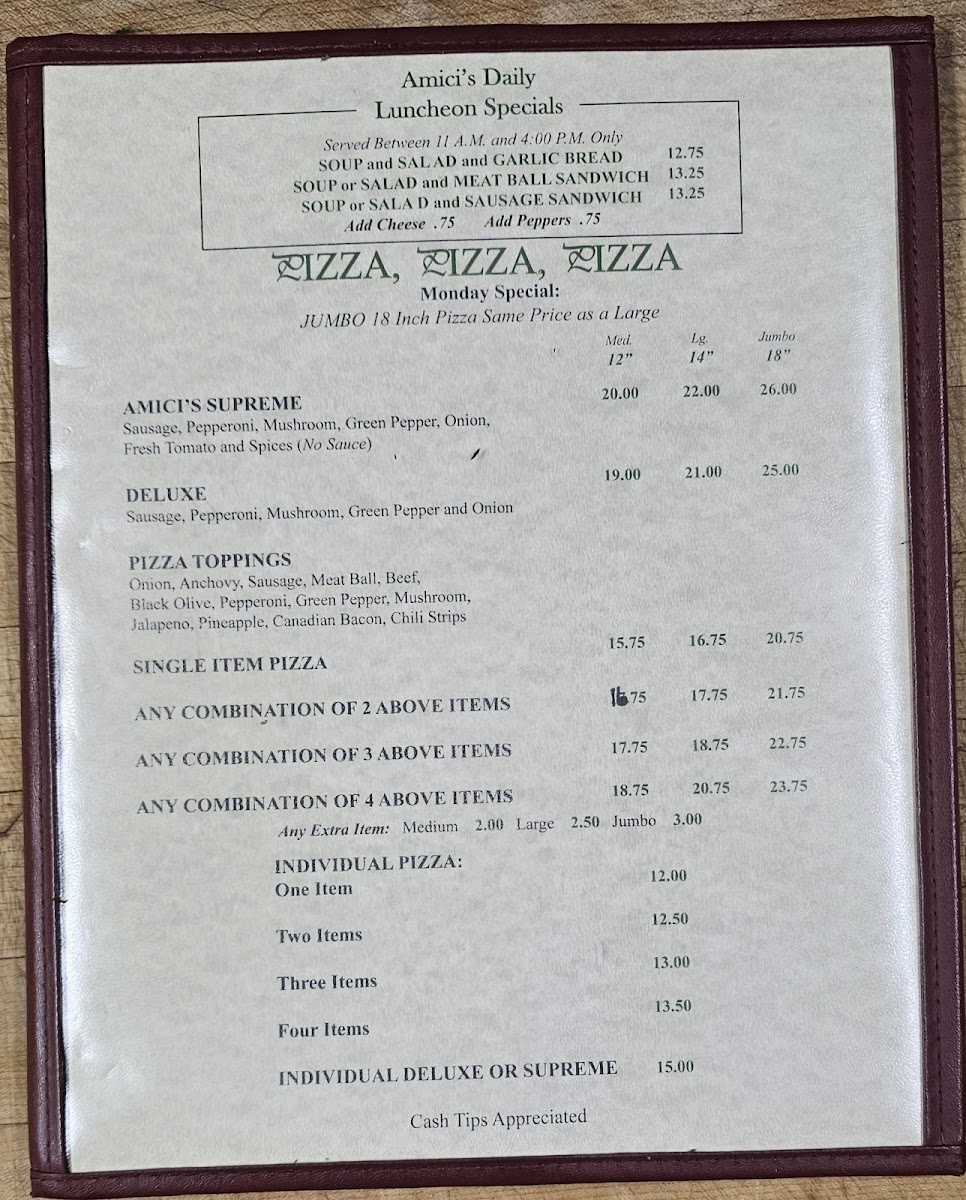 Amici's Daily
Luncheon Specials
Served Between 11 A.M. and 4:00 P.M. Only
SOUP and SALAD and GARLIC BREAD 12.75
SOUP or SALAD and MEAT BALL SANDWICH 13.25
SOUP or SALA D and SAUSAGE SANDWICH 13.25
Add Cheese .75 Add Peppers .75
PIZZA, PIZZA, PIZZA
Monday Special:
JUMBO 18 Inch Pizza Same Price as a Large
Med. Lg. Jumbo
12" 14" 18"
AMICI'S SUPREME 20.00 22.00 26.00
Sausage, Pepperoni, Mushroom, Green Pepper, Onion,
Fresh Tomato and Spices (No Sauce)
DELUXE 19.00 21.00 25.00
Sausage, Pepperoni, Mushroom, Green Pepper and Onion
PIZZA TOPPINGS
Onion, Anchovy, Sausage, Meat Ball, Beef,
Black Olive, Pepperoni, Green Pepper, Mushroom,
Jalapeno, Pineapple, Canadian Bacon, Chili Strips
SINGLE ITEM PIZZA 15.75 16.75 20.75
ANY COMBINATION OF 2 ABOVE ITEMS 16.75 17.75 21.75
ANY COMBINATION OF 3 ABOVE ITEMS 17.75 18.75 22.75
ANY COMBINATION OF 4 ABOVE ITEMS 18.75 20.75 23.75
Any Extra Item: Medium 2.00 Large 2.50 Jumbo 3.00
INDIVIDUAL PIZZA:
One Item 12.00
Two Items 12.50
Three Items 13.00
Four Items 13.50
INDIVIDUAL DELUXE OR SUPREME 15.00
Cash Tips Appreciated